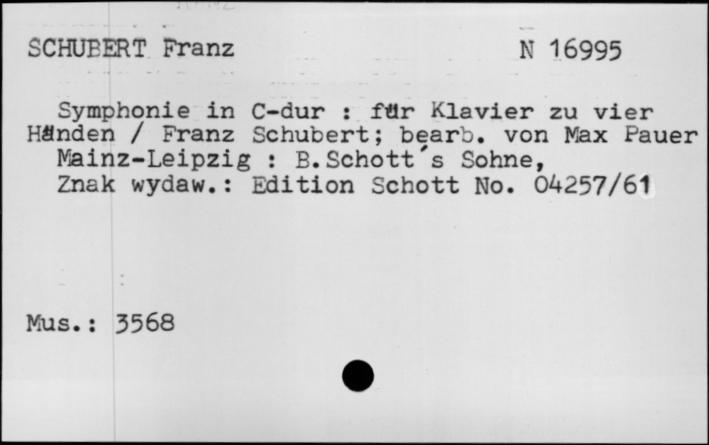 SCHUBERT Franz N 16995
Symphonie in C-dur : für Klavier zu vier
Händen / Franz Schubert; bearb. von Max Pauer
Mainz-Leipzig : B.Schott´s Sohne,
Znak wydaw.: Edition Schott No. 04257/61
Mus.: 3568